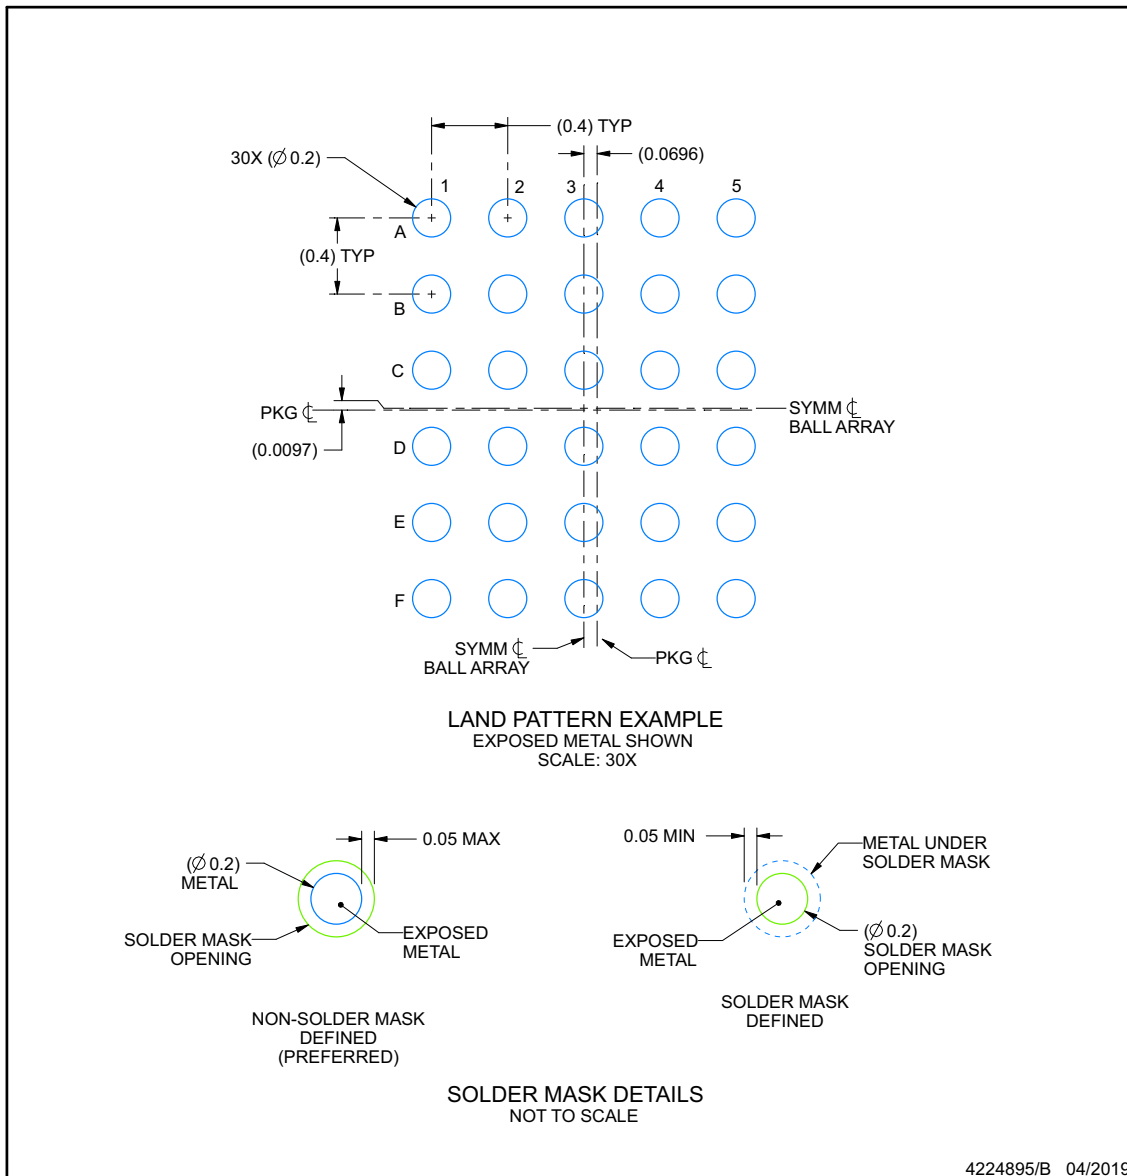 (0.4) TYP
(0.0696)
30X (∅ 0.2)
1
2
3
4
5
A
(0.4) TYP
B
C
PKG ℄
SYMM ℄
BALL ARRAY
(0.0097)
D
E
F
SYMM ℄
BALL ARRAY
PKG ℄
LAND PATTERN EXAMPLE
EXPOSED METAL SHOWN
SCALE: 30X
0.05 MAX
(∅ 0.2)
METAL
SOLDER MASK
OPENING
EXPOSED
METAL
NON-SOLDER MASK
DEFINED
(PREFERRED)
0.05 MIN
METAL UNDER
SOLDER MASK
EXPOSED
METAL
(∅ 0.2)
SOLDER MASK
OPENING
SOLDER MASK
DEFINED
SOLDER MASK DETAILS
NOT TO SCALE
4224895/B 04/2019